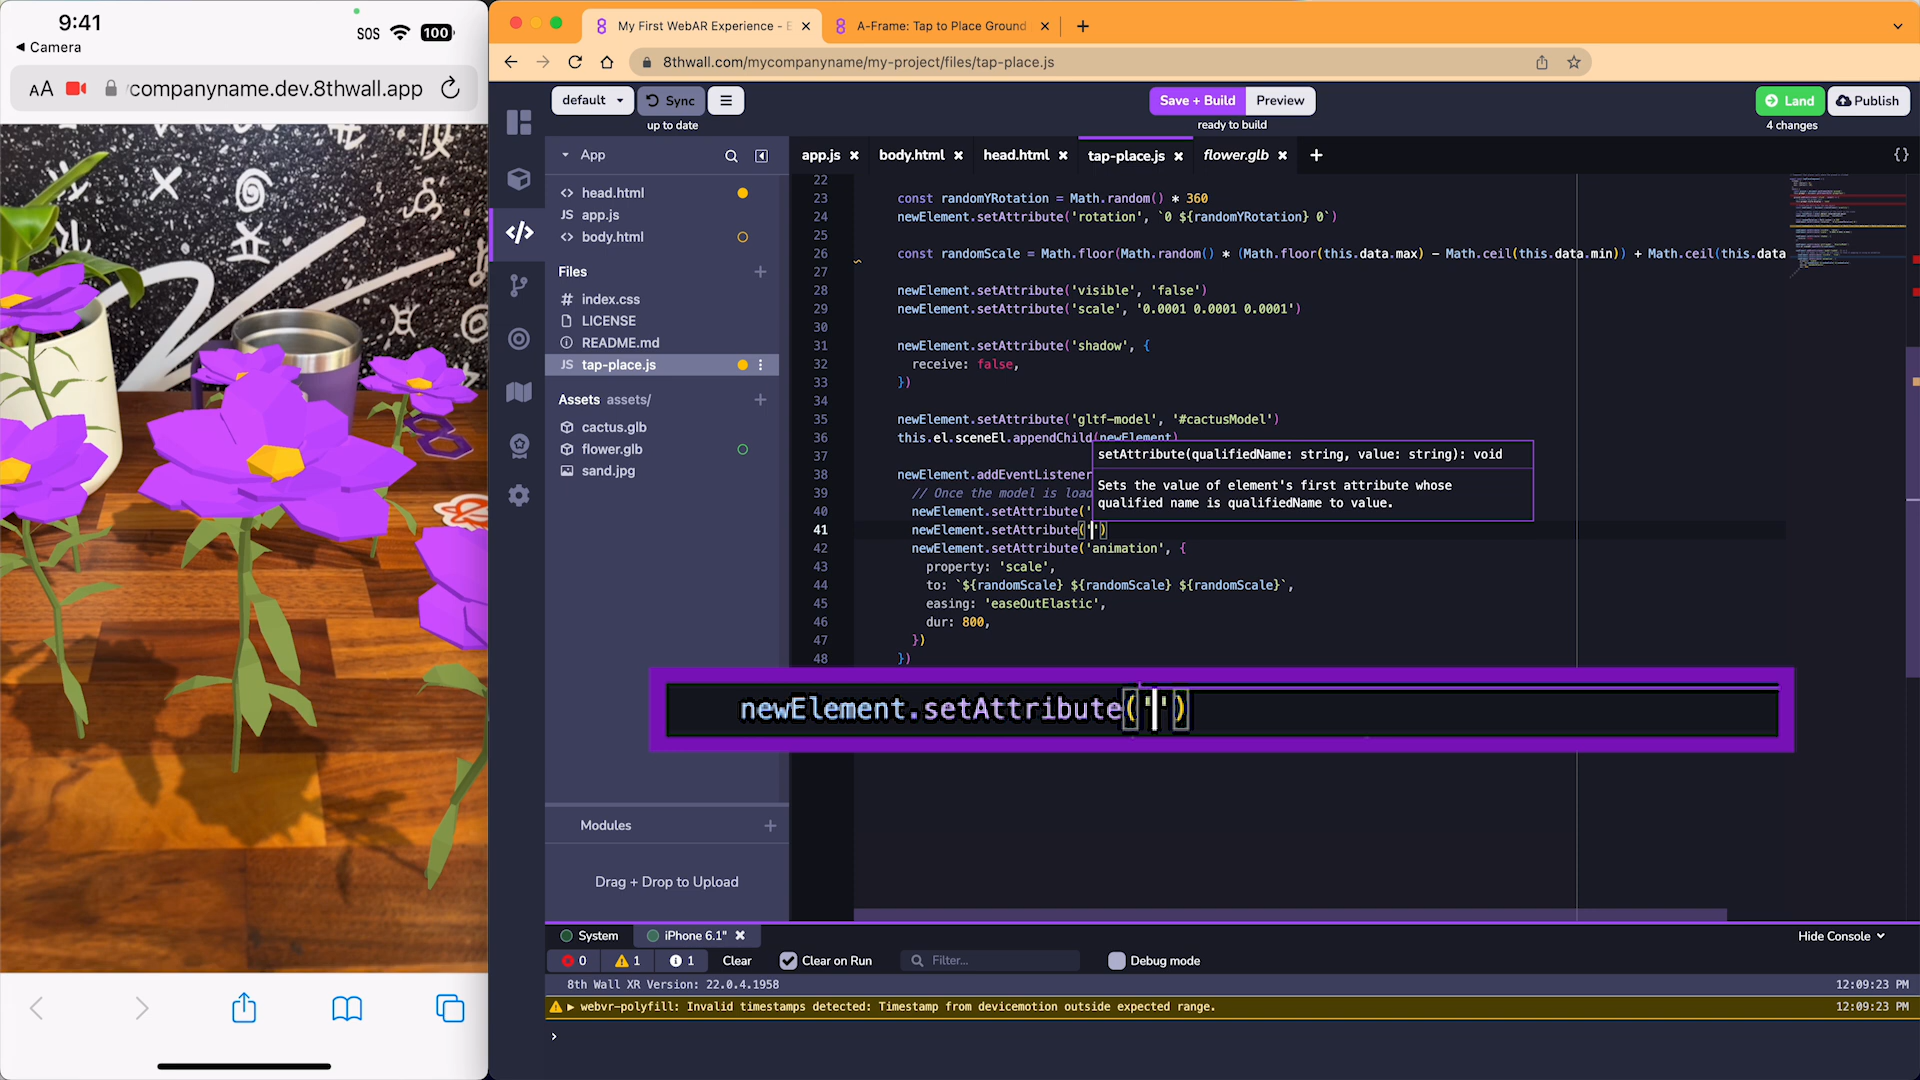 9:41
SOS
100
◀ Camera
AA
companyname.dev.8thwall.app
My First WebAR Experience - E
A-Frame: Tap to Place Ground
8thwall.com/mycompanyname/my-project/files/tap-place.js
default
Sync
up to date
Save + Build
Preview
ready to build
Land
4 changes
Publish
App
app.js
body.html
head.html
tap-place.js
flower.glb
{}
<> head.html
JS app.js
<> body.html
Files
# index.css
LICENSE
README.md
JS tap-place.js
Assets assets/
cactus.glb
flower.glb
sand.jpg
Modules
Drag + Drop to Upload
22
23 const randomYRotation = Math.random() * 360
24 newElement.setAttribute('rotation', `0 ${randomYRotation} 0`)
25
26 const randomScale = Math.floor(Math.random() * (Math.floor(this.data.max) - Math.ceil(this.data.min)) + Math.ceil(this.data
27
28 newElement.setAttribute('visible', 'false')
29 newElement.setAttribute('scale', '0.0001 0.0001 0.0001')
30
31 newElement.setAttribute('shadow', {
32 receive: false,
33 })
34
35 newElement.setAttribute('gltf-model', '#cactusModel')
36 this.el.sceneEl.appendChild(newElement)
37
38 newElement.addEventListener
39 // Once the model is load
40 newElement.setAttribute('
41 newElement.setAttribute('')
42 newElement.setAttribute('animation', {
43 property: 'scale',
44 to: `${randomScale} ${randomScale} ${randomScale}`,
45 easing: 'easeOutElastic',
46 dur: 800,
47 })
48 })
setAttribute(qualifiedName: string, value: string): void
Sets the value of element's first attribute whose
qualified name is qualifiedName to value.
newElement.setAttribute('')
System
iPhone 6.1"
Hide Console
0
1
1
Clear
Clear on Run
Filter...
Debug mode
8th Wall XR Version: 22.0.4.1958
12:09:23 PM
webvr-polyfill: Invalid timestamps detected: Timestamp from devicemotion outside expected range.
12:09:23 PM